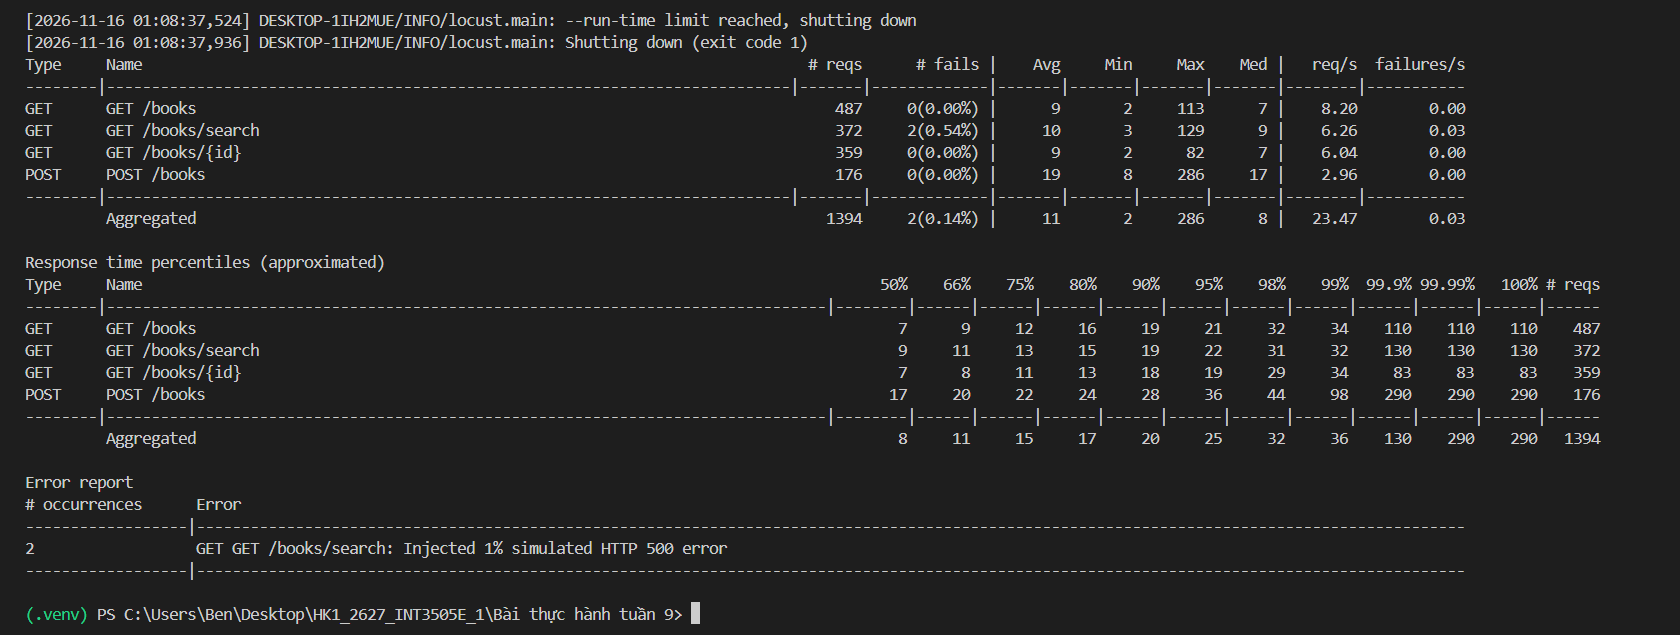 [2026-11-16 01:08:37,524] DESKTOP-1IH2MUE/INFO/locust.main: --run-time limit reached, shutting down
[2026-11-16 01:08:37,936] DESKTOP-1IH2MUE/INFO/locust.main: Shutting down (exit code 1)
Type     Name     # reqs     # fails |     Avg     Min     Max     Med |     req/s  failures/s
--------|----------------------------------------------------------------------------|-------|-------------|-------|-------|-------|-------|--------|-----------
GET      GET /books     487     0(0.00%) |     9     2     113     7 |     8.20     0.00
GET      GET /books/search     372     2(0.54%) |     10     3     129     9 |     6.26     0.03
GET      GET /books/{id}     359     0(0.00%) |     9     2     82     7 |     6.04     0.00
POST     POST /books     176     0(0.00%) |     19     8     286     17 |     2.96     0.00
--------|----------------------------------------------------------------------------|-------|-------------|-------|-------|-------|-------|--------|-----------
         Aggregated     1394     2(0.14%) |     11     2     286     8 |     23.47     0.03
Response time percentiles (approximated)
Type     Name     50%    66%    75%    80%    90%    95%    98%    99%  99.9% 99.99%   100% # reqs
--------|--------------------------------------------------------------------------------|--------|------|------|------|------|------|------|------|------|------|------|------
GET      GET /books     7     9     12     16     19     21     32     34     110     110     110     487
GET      GET /books/search     9     11     13     15     19     22     31     32     130     130     130     372
GET      GET /books/{id}     7     8     11     13     18     19     29     34     83     83     83     359
POST     POST /books     17     20     22     24     28     36     44     98     290     290     290     176
--------|--------------------------------------------------------------------------------|--------|------|------|------|------|------|------|------|------|------|------|------
         Aggregated     8     11     15     17     20     25     32     36     130     290     290     1394
Error report
# occurrences      Error
------------------|---------------------------------------------------------------------------------------------------------------------------------------------
2                  GET GET /books/search: Injected 1% simulated HTTP 500 error
------------------|---------------------------------------------------------------------------------------------------------------------------------------------
(.venv) PS C:\Users\Ben\Desktop\HK1_2627_INT3505E_1\Bài thực hành tuần 9>